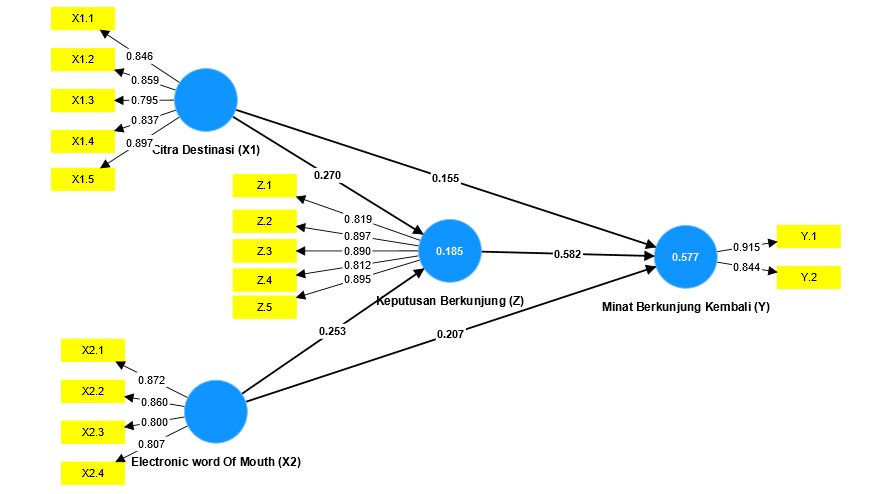 X1.1
X1.2
X1.3
X1.4
X1.5
0.846
0.859
0.795
0.837
0.897
Citra Destinasi (X1)
0.270
0.155
Z.1
Z.2
Z.3
Z.4
Z.5
0.819
0.897
0.890
0.812
0.895
0.185
Keputusan Berkunjung (Z)
0.582
0.577
Minat Berkunjung Kembali (Y)
0.915
0.844
Y.1
Y.2
0.253
0.207
X2.1
X2.2
X2.3
X2.4
0.872
0.860
0.800
0.807
Electronic word Of Mouth (X2)